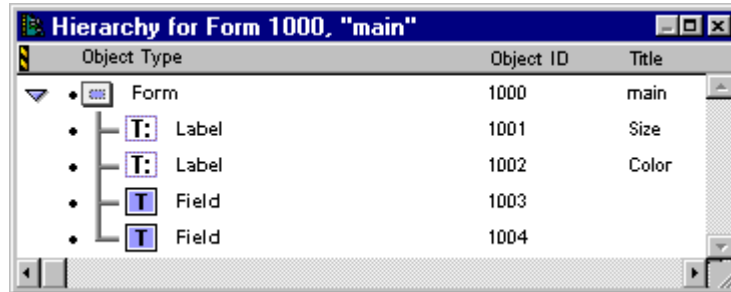 Hierarchy for Form 1000, "main"
Object Type Object ID Title
Form 1000 main
T: Label 1001 Size
T: Label 1002 Color
T Field 1003
T Field 1004